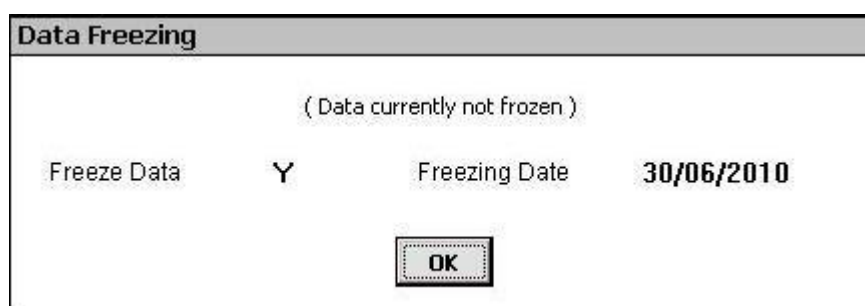 Data Freezing
( Data currently not frozen )
Freeze Data Y Freezing Date 30/06/2010
OK